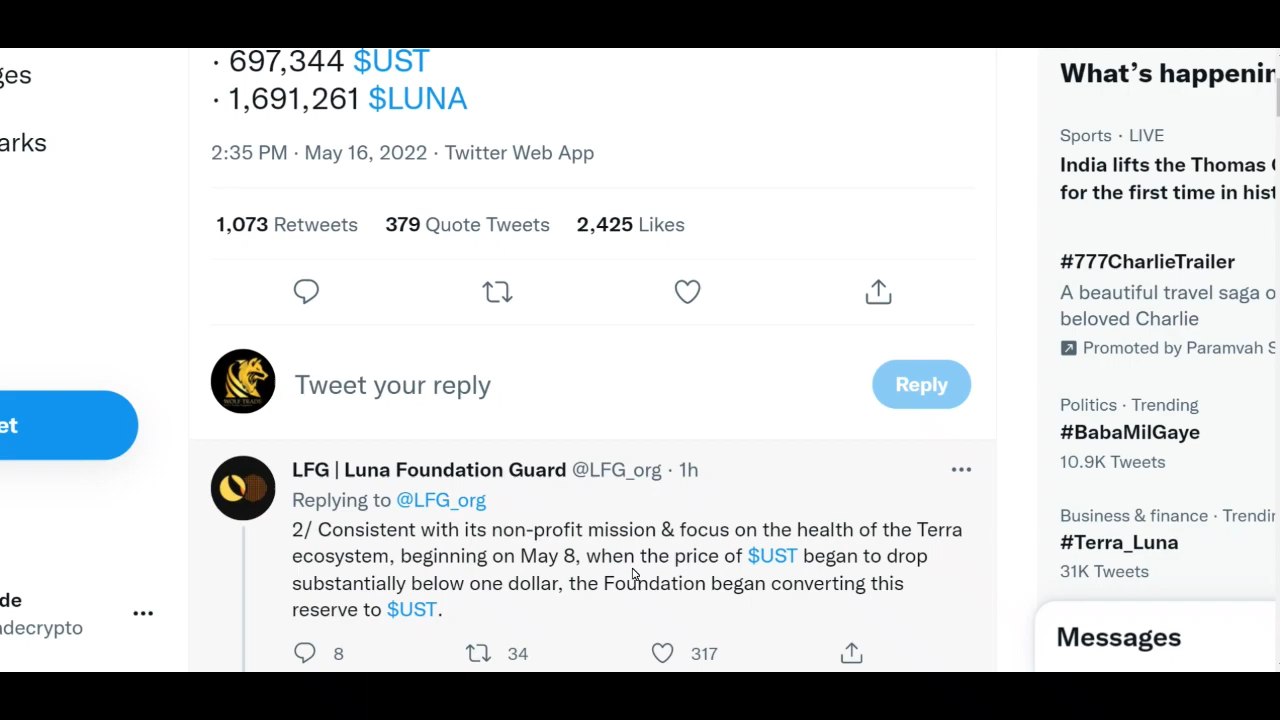 ges
arks
et
de
adecrypto
· 697,344 $UST
· 1,691,261 $LUNA
2:35 PM · May 16, 2022 · Twitter Web App
1,073 Retweets 379 Quote Tweets 2,425 Likes
Tweet your reply
Reply
LFG | Luna Foundation Guard @LFG_org · 1h
Replying to @LFG_org
2/ Consistent with its non-profit mission & focus on the health of the Terra
ecosystem, beginning on May 8, when the price of $UST began to drop
substantially below one dollar, the Foundation began converting this
reserve to $UST.
8 34 317
What's happenin
Sports · LIVE
India lifts the Thomas
for the first time in hist
#777CharlieTrailer
A beautiful travel saga o
beloved Charlie
Promoted by Paramvah S
Politics · Trending
#BabaMilGaye
10.9K Tweets
Business & finance · Trendin
#Terra_Luna
31K Tweets
Messages